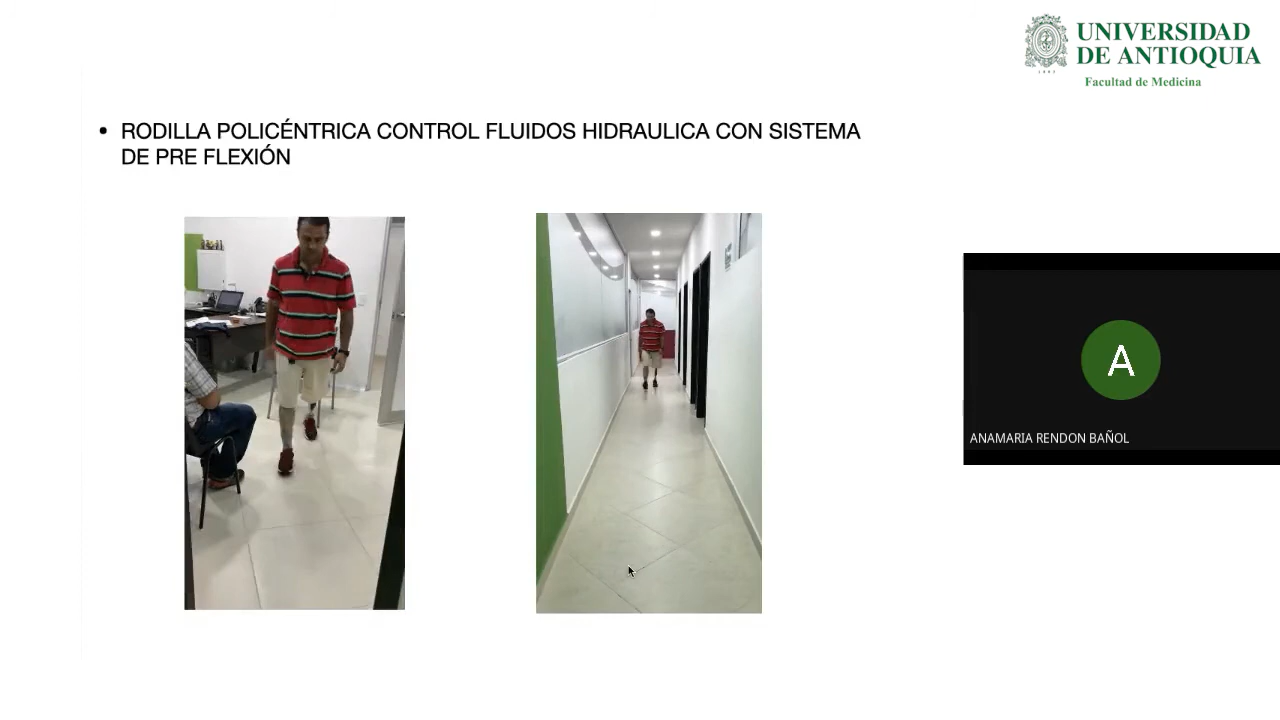 UNIVERSIDAD
DE ANTIOQUIA
1803
Facultad de Medicina
• RODILLA POLICÉNTRICA CONTROL FLUIDOS HIDRAULICA CON SISTEMA
DE PRE FLEXIÓN
A
ANAMARIA RENDON BAÑOL